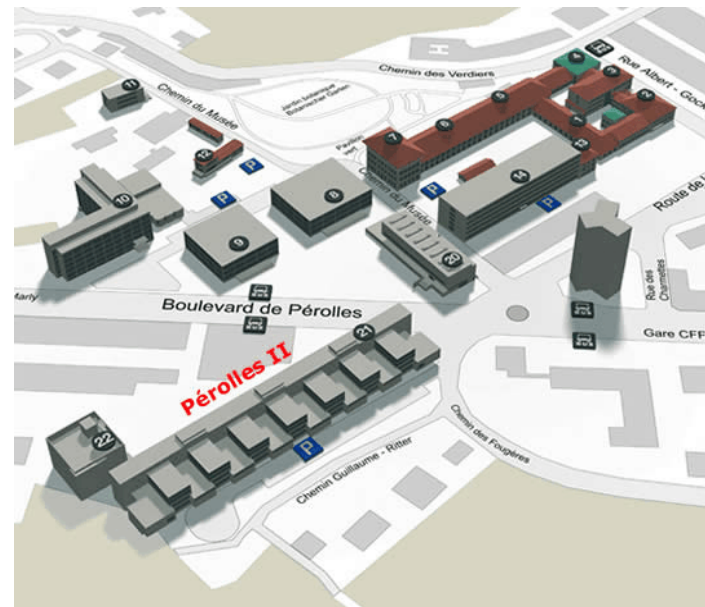 H
4
Rue Albert - Gock
Chemin des Verdiers
11
Chemin du Musée
Jardin botanique
Botanischer Garten
5
3
2
7
6
1
Pavillon
vert
12
P
13
14
P
P
10
8
Chemin du Musée
P
Route de
9
20
Rue des
Charmettes
Marly
Boulevard de Pérolles
21
Gare CFF
Pérolles II
22
P
Chemin des Fougères
Chemin Guillaume - Ritter